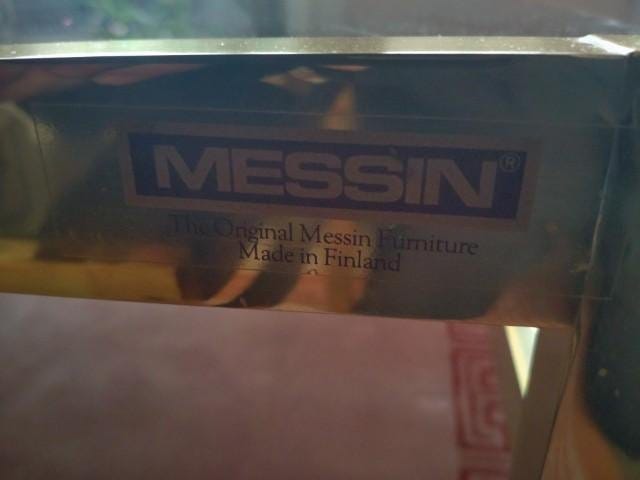 MESSIN®
The Original Messin Furniture
Made in Finland